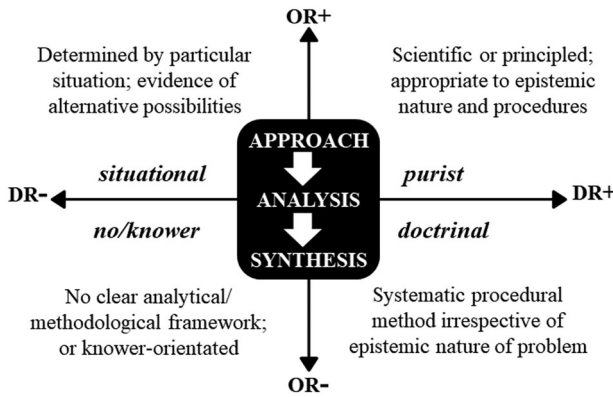 OR+
Determined by particular
situation; evidence of
alternative possibilities
Scientific or principled;
appropriate to epistemic
nature and procedures
APPROACH
situational
purist
DR-
ANALYSIS
DR+
no/knower
doctrinal
SYNTHESIS
No clear analytical/
methodological framework;
or knower-orientated
Systematic procedural
method irrespective of
epistemic nature of problem
OR-